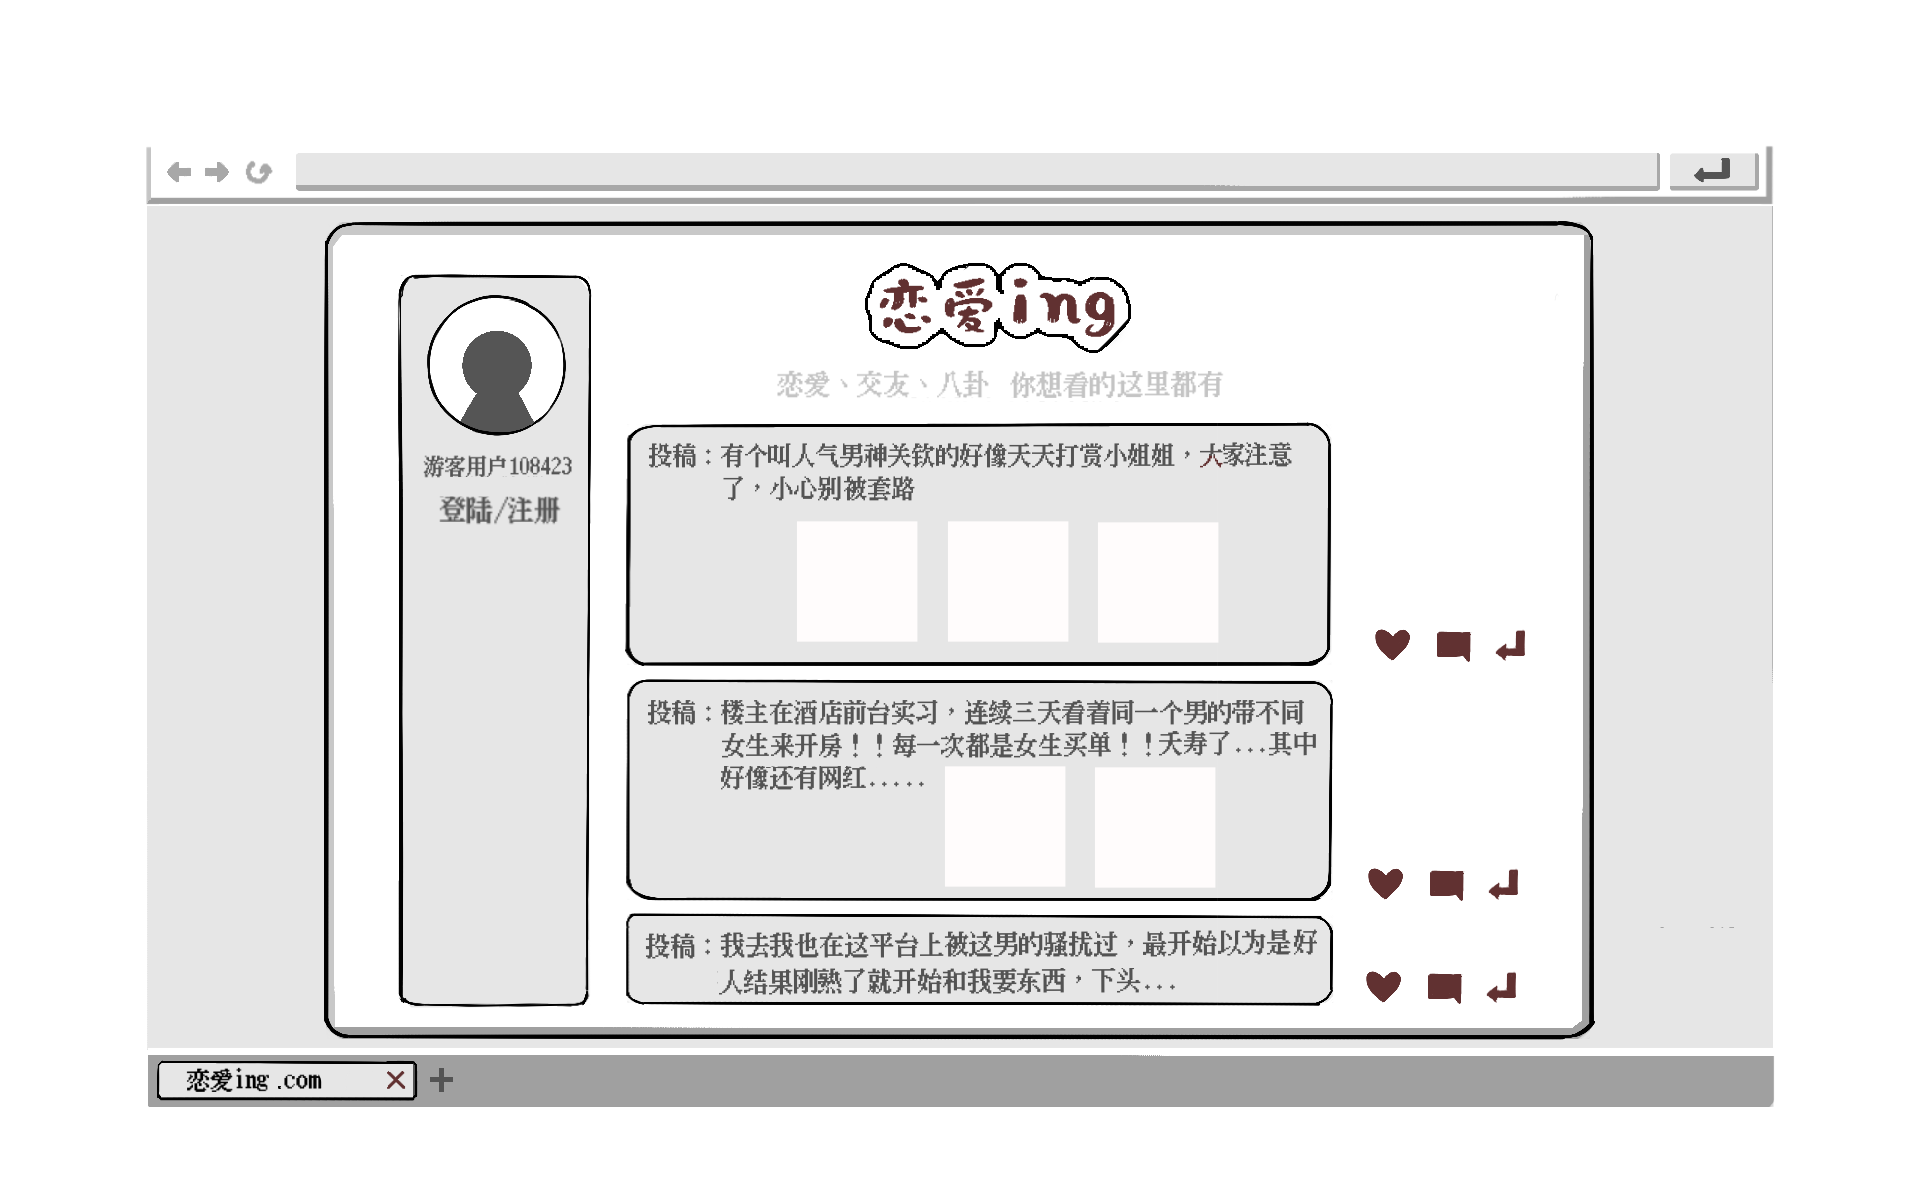 恋爱ing
恋爱、交友、八卦 你想看的这里都有
游客用户108423
登陆/注册
投稿：有个叫人气男神关钦的好像天天打赏小姐姐，大家注意
了，小心别被套路
投稿：楼主在酒店前台实习，连续三天看着同一个男的带不同
女生来开房！！每一次都是女生买单！！夭寿了...其中
好像还有网红.....
投稿：我去我也在这平台上被这男的骚扰过，最开始以为是好
人结果刚熟了就开始和我要东西，下头...
恋爱ing.com